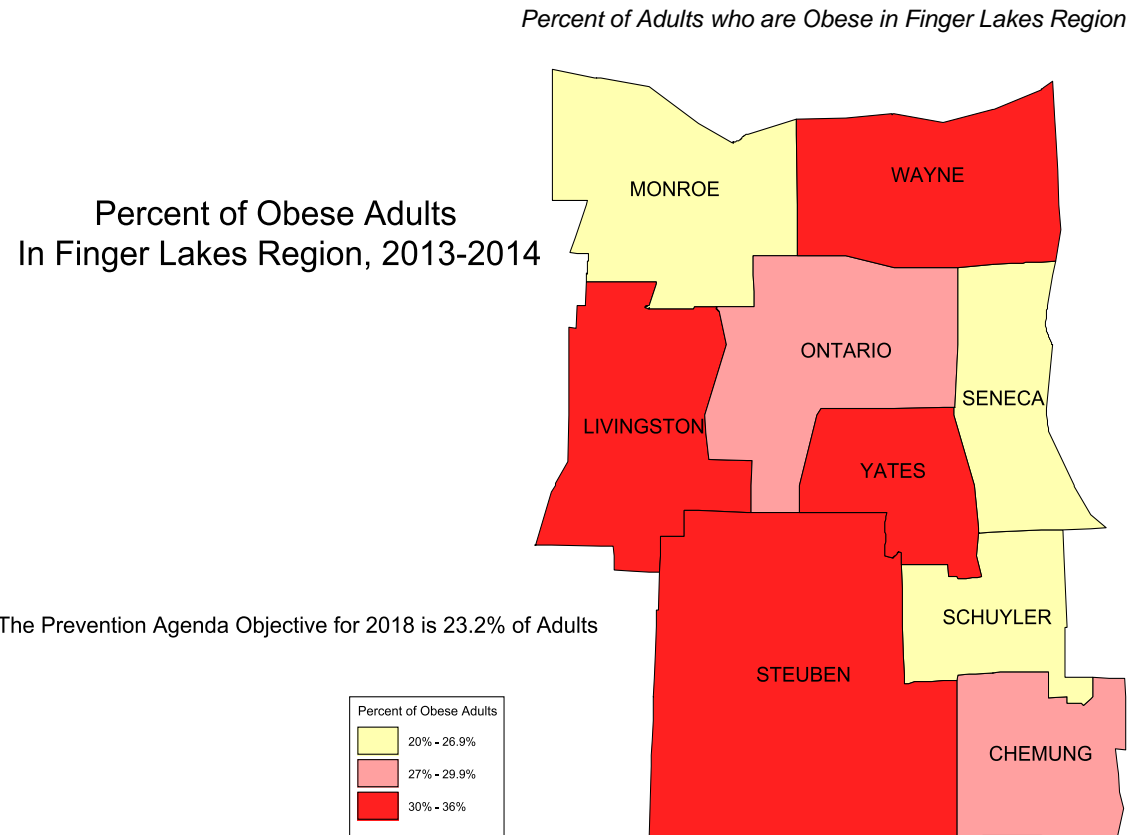 Percent of Adults who are Obese in Finger Lakes Region
Percent of Obese Adults
In Finger Lakes Region, 2013-2014
MONROE
WAYNE
ONTARIO
SENECA
LIVINGSTON
YATES
The Prevention Agenda Objective for 2018 is 23.2% of Adults
SCHUYLER
STEUBEN
CHEMUNG
Percent of Obese Adults
20% - 26.9%
27% - 29.9%
30% - 36%